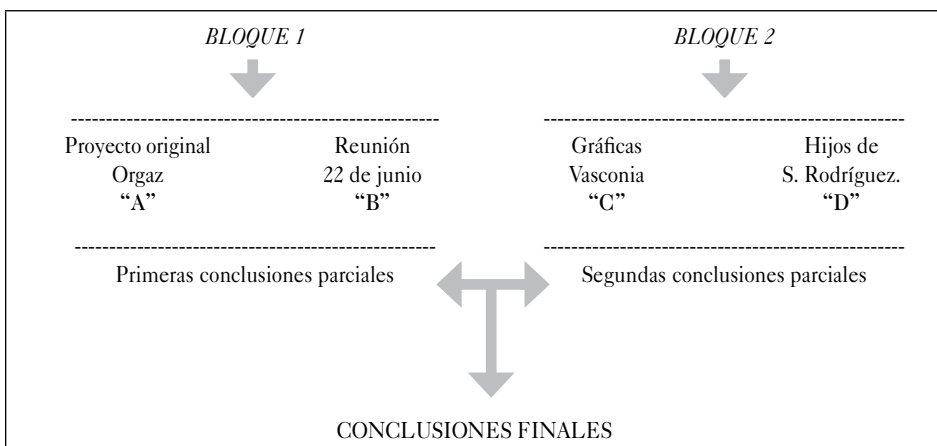 BLOQUE 1
BLOQUE 2
Proyecto original
Orgaz
“A”
Reunión
22 de junio
“B”
Gráficas
Vasconia
“C”
Hijos de
S. Rodríguez.
“D”
Primeras conclusiones parciales
Segundas conclusiones parciales
CONCLUSIONES FINALES